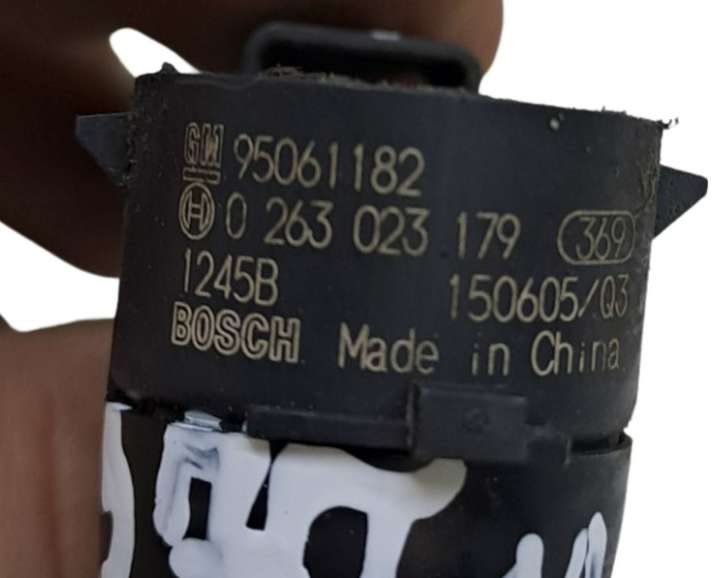 GM 95061182
0 263 023 179 369
1245B 150605/Q3
BOSCH Made in China